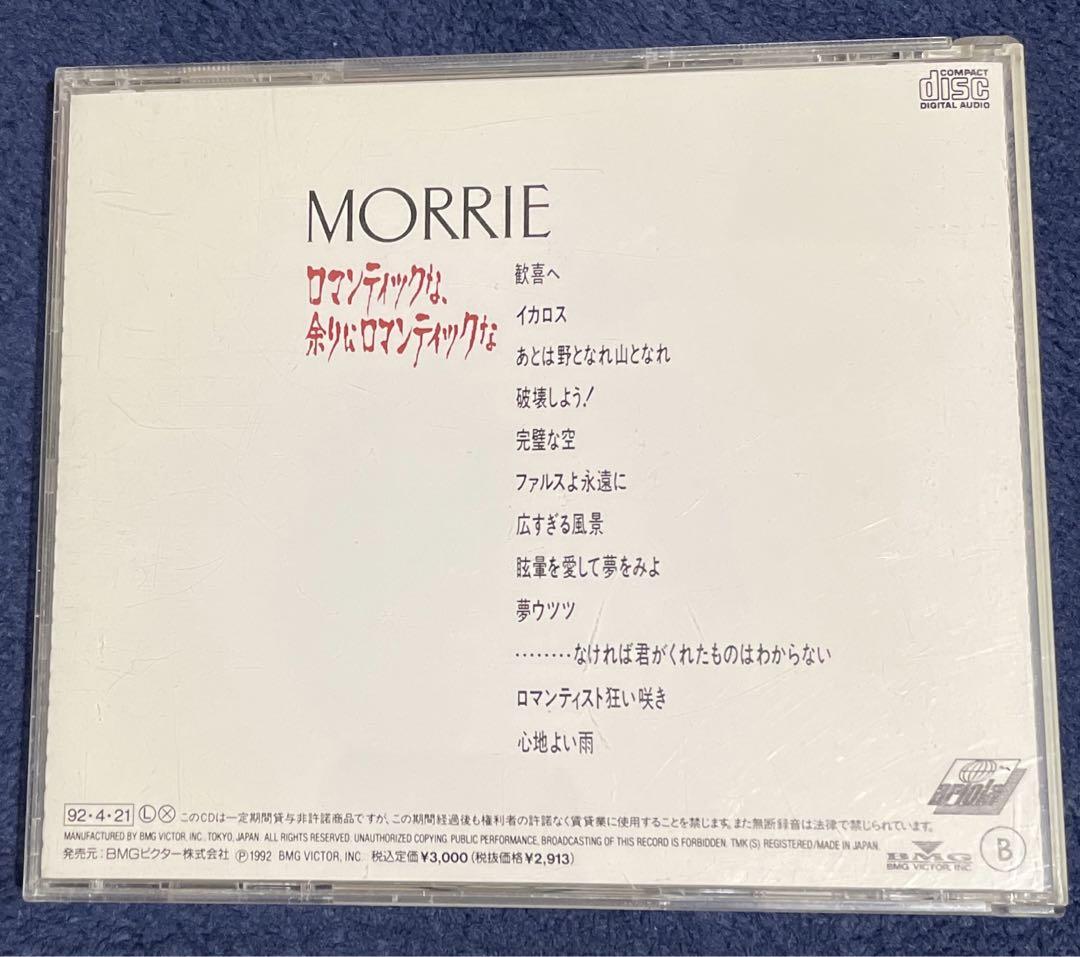 COMPACT
disc
DIGITAL AUDIO
MORRIE
ロマンティックな、
余りにロマンティックな
歓喜へ
イカロス
あとは野となれ山となれ
破壊しよう!
完璧な空
ファルスよ永遠に
広すぎる風景
眩暈を愛して夢をみよ
夢ウツツ
‥‥‥‥なければ君がくれたものはわからない
ロマンティスト狂い咲き
心地よい雨
ariola
92・4・21 Ⓛ Ⓧ このCDは一定期間貸与非許諾商品ですが、この期間経過後も権利者の許諾なく賃貸業に使用することを禁じます。また無断録音は法律で禁じられています。
MANUFACTURED BY BMG VICTOR, INC., TOKYO, JAPAN. ALL RIGHTS RESERVED. UNAUTHORIZED COPYING, PUBLIC PERFORMANCE, BROADCASTING OF THIS RECORD IS FORBIDDEN. TMK(S) REGISTERED/MADE IN JAPAN.
発売元:BMGビクター株式会社 Ⓟ1992 BMG VICTOR, INC. 税込定価¥3,000(税抜価格¥2,913)
BMG
BMG VICTOR, INC.
B